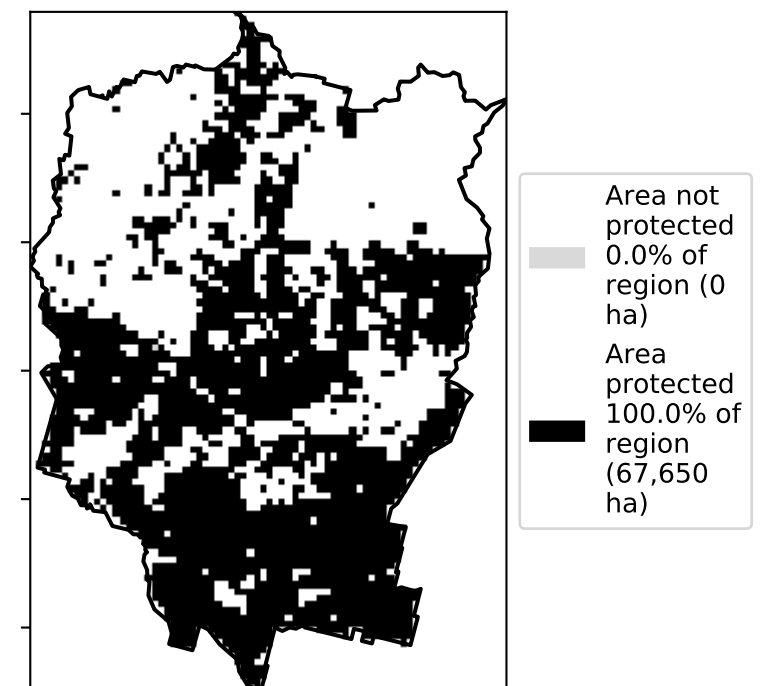 Area not
protected
0.0% of
region (0
ha)
Area
protected
100.0% of
region
(67,650
ha)